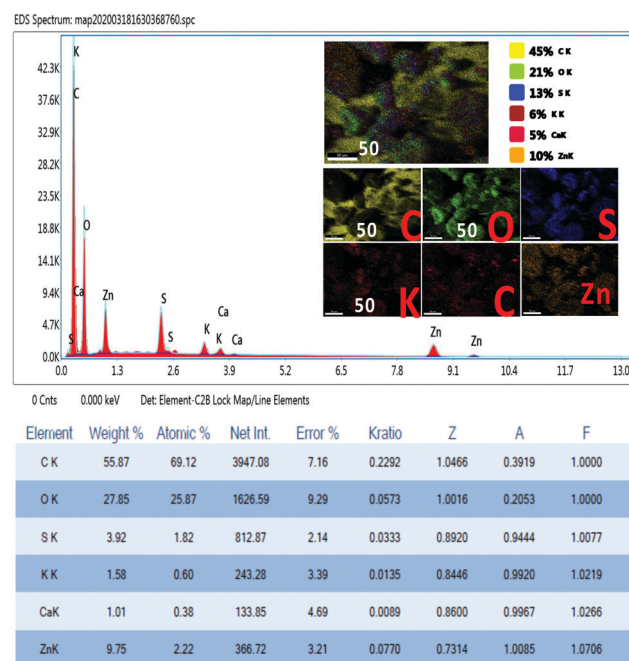 EDS Spectrum: map202003181630368760.spc
42.3K
37.6K
32.9K
28.2K
23.5K
18.8K
14.1K
9.4K
4.7K
0.0K
0.0
1.3
2.6
3.9
5.2
6.5
7.8
9.1
10.4
11.7
13.0
K
C
O
Ca
S
Zn
S
S
K
Ca
K
Ca
Zn
Zn
50
45% C K
21% O K
13% S K
6% K K
5% CaK
10% ZnK
C
50
O
S
50
K
C
Zn
0 Cnts 0.000 keV Det: Element-C2B Lock Map/Line Elements
Element Weight % Atomic % Net Int. Error % Kratio Z A F
C K 55.87 69.12 3947.08 7.16 0.2292 1.0466 0.3919 1.0000
O K 27.85 25.87 1626.59 9.29 0.0573 1.0016 0.2053 1.0000
S K 3.92 1.82 812.87 2.14 0.0333 0.8920 0.9444 1.0077
K K 1.58 0.60 243.28 3.39 0.0135 0.8446 0.9920 1.0219
CaK 1.01 0.38 133.85 4.69 0.0089 0.8600 0.9967 1.0266
ZnK 9.75 2.22 366.72 3.21 0.0770 0.7314 1.0085 1.0706